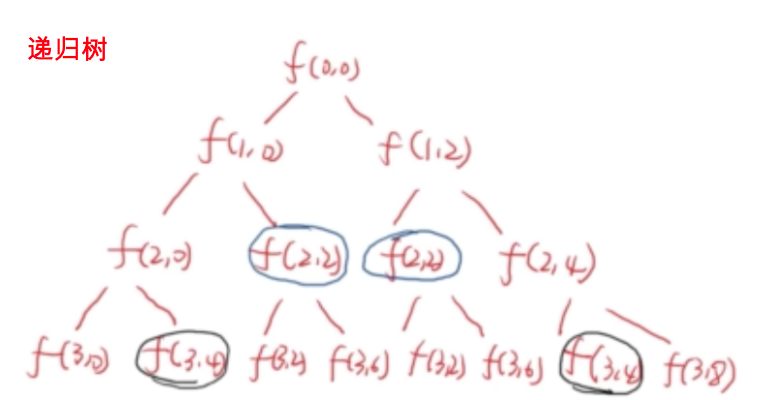 递归树
f(0,0)
f(1,0) f(1,2)
f(2,0) f(2,2) f(2,2) f(2,4)
f(3,0) f(3,4) f(3,2) f(3,6) f(3,2) f(3,6) f(3,4) f(3,8)